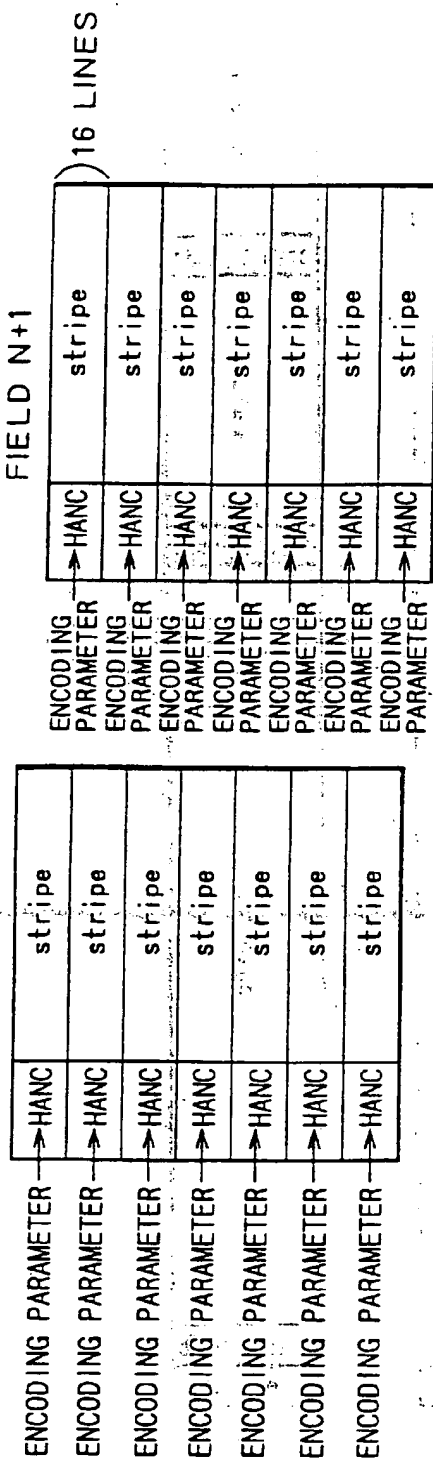 ENCODING PARAMETER → HANC stripe
ENCODING PARAMETER → HANC stripe
ENCODING PARAMETER → HANC stripe
ENCODING PARAMETER → HANC stripe
ENCODING PARAMETER → HANC stripe
ENCODING PARAMETER → HANC stripe
ENCODING PARAMETER → HANC stripe
FIELD N+1
16 LINES
ENCODING
PARAMETER → HANC stripe
ENCODING
PARAMETER → HANC stripe
ENCODING
PARAMETER → HANC stripe
ENCODING
PARAMETER → HANC stripe
ENCODING
PARAMETER → HANC stripe
ENCODING
PARAMETER → HANC stripe
ENCODING
PARAMETER → HANC stripe